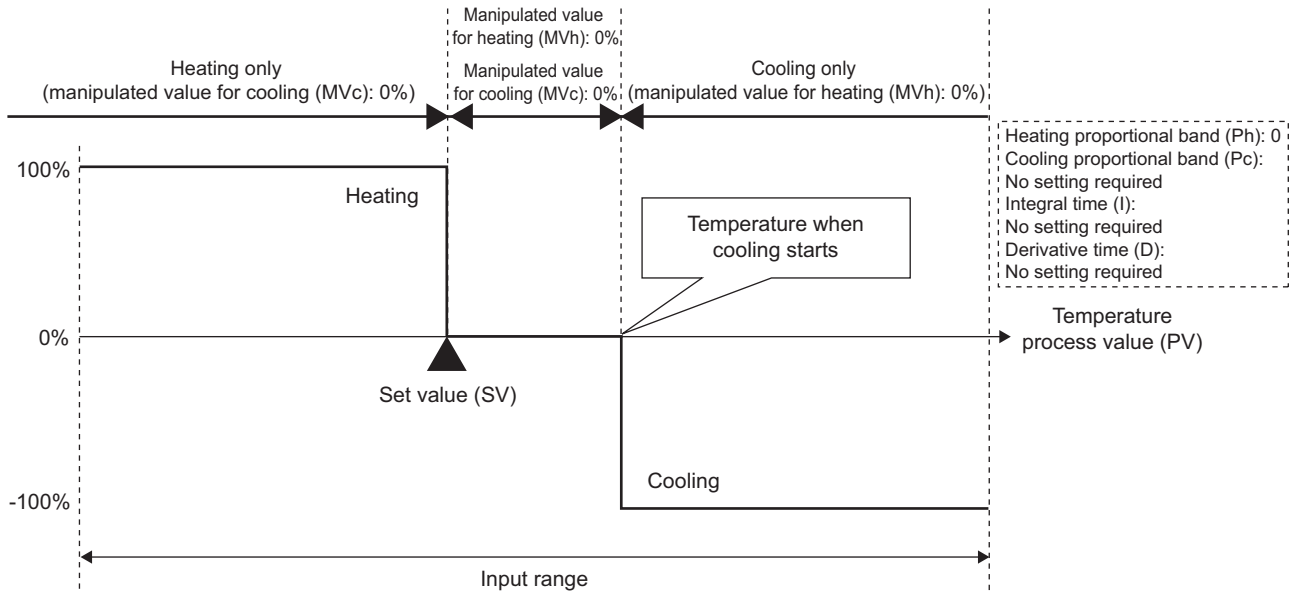 Manipulated value
for heating (MVh): 0%
Heating only
(manipulated value for cooling (MVc): 0%)
Manipulated value
for cooling (MVc): 0%
Cooling only
(manipulated value for heating (MVh): 0%)
Heating proportional band (Ph): 0
Cooling proportional band (Pc):
No setting required
Integral time (I):
No setting required
Derivative time (D):
No setting required
100%
Heating
Temperature when
cooling starts
0%
Temperature
process value (PV)
Set value (SV)
Cooling
-100%
Input range